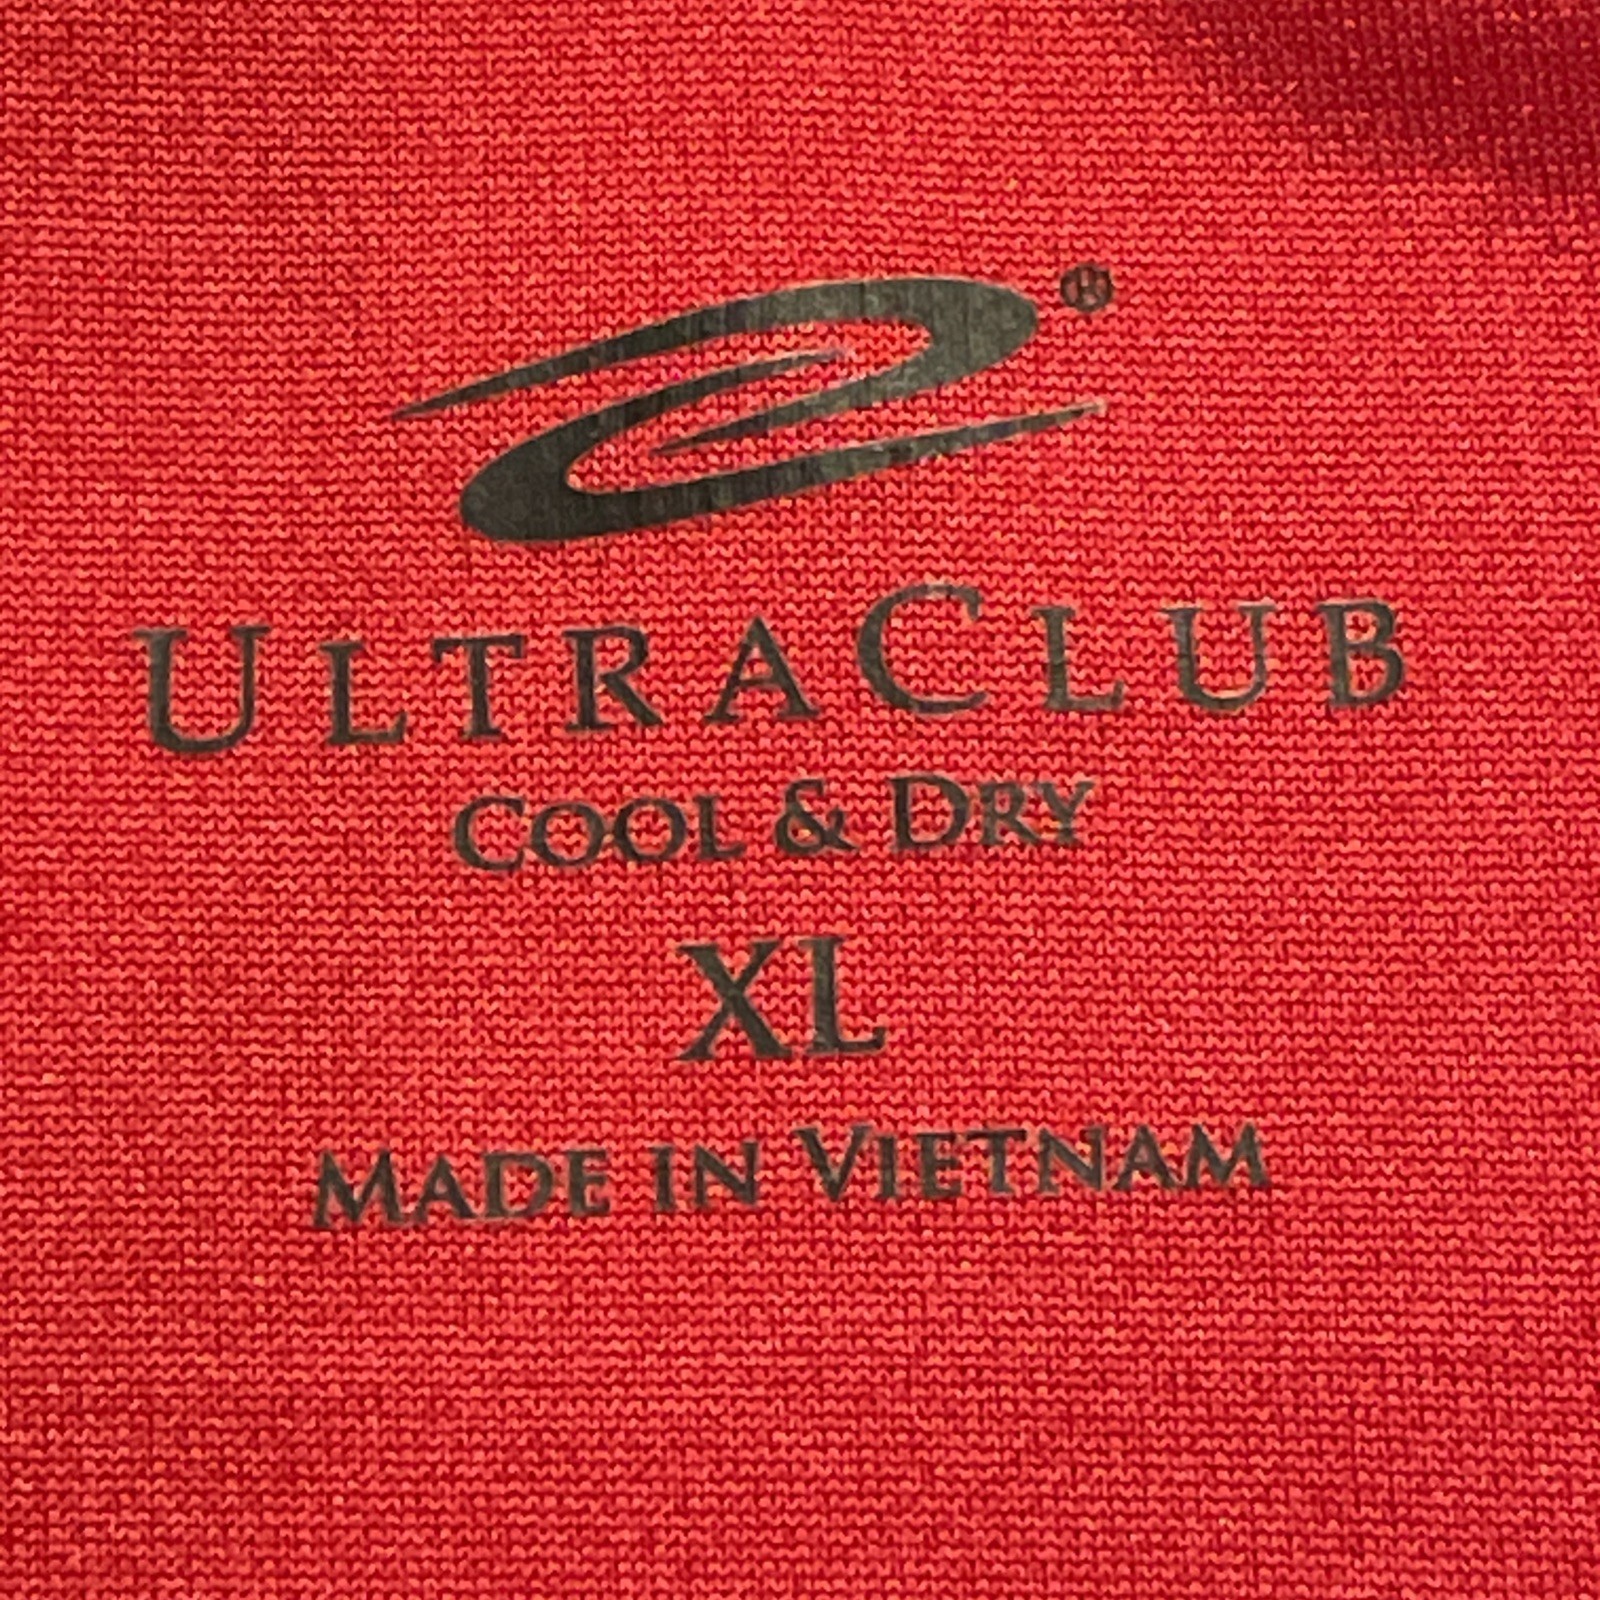 ®
ULTRACLUB
COOL & DRY
XL
MADE IN VIETNAM